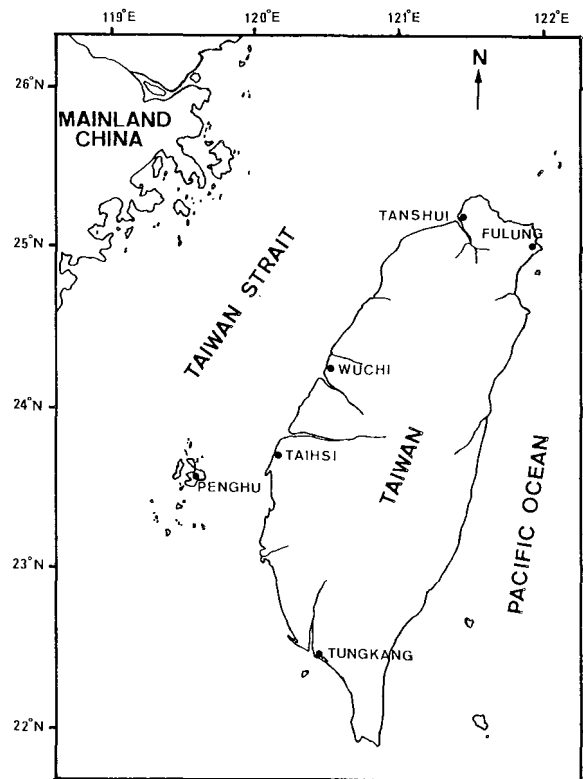 119°E
120°E
121°E
122°E
26°N
N
MAINLAND
CHINA
TANSHUI
FULUNG
25°N
TAIWAN STRAIT
WUCHI
24°N
TAIHSI
TAIWAN
PENGHU
PACIFIC OCEAN
23°N
TUNGKANG
22°N